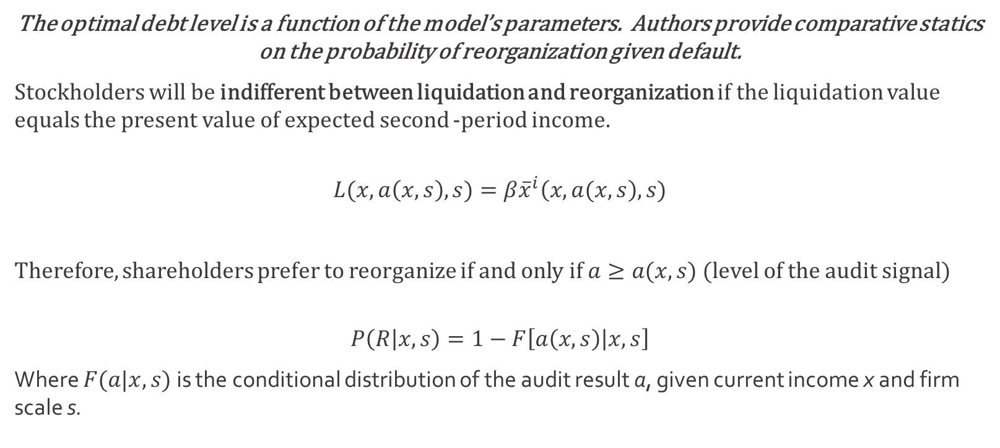 The optimal debt level is a function of the model's parameters. Authors provide comparative statics
on the probability of reorganization given default.
Stockholders will be indifferent between liquidation and reorganization if the liquidation value
equals the present value of expected second-period income.
L(x, a(x, s), s) = βx̄ⁱ(x, a(x, s), s)
Therefore, shareholders prefer to reorganize if and only if a ≥ a(x, s) (level of the audit signal)
P(R|x, s) = 1 − F[a(x, s)|x, s]
Where F(a|x, s) is the conditional distribution of the audit result a, given current income x and firm
scale s.